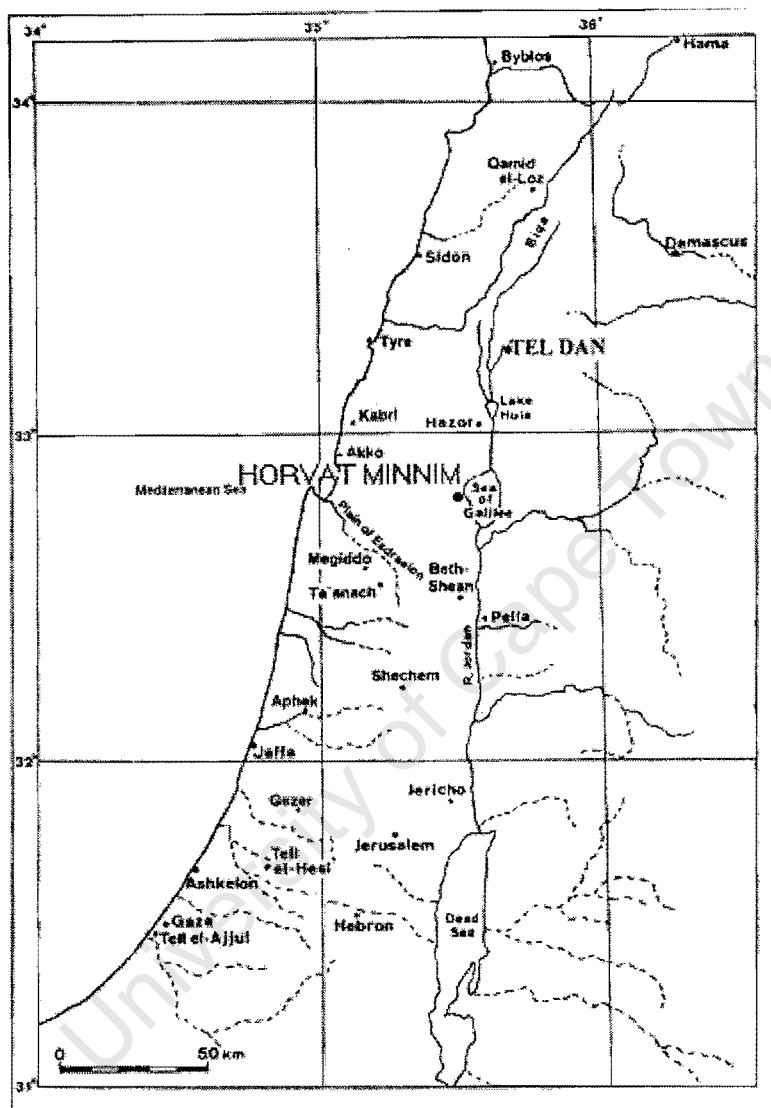 34°
35°
36°
Byblos
Hama
34°
Qamid
el-Loz
Biqa
Damascus
Sidon
Tyre
TEL DAN
Kabri
Hazor
Lake
Hula
33°
Akko
HORVAT MINNIM
Mediterranean Sea
Sea
of
Galilee
Plain of Esdraelon
Megiddo
Ta'anach
Beth-
Shean
Pella
R. Jordan
Shechem
Aphek
Jaffa
32°
Jericho
Gezer
Jerusalem
Tell
el-Hesi
Ashkelon
Gaza
Tell el-Ajjul
Hebron
Dead
Sea
0 50 km
31°
University of Cape Town